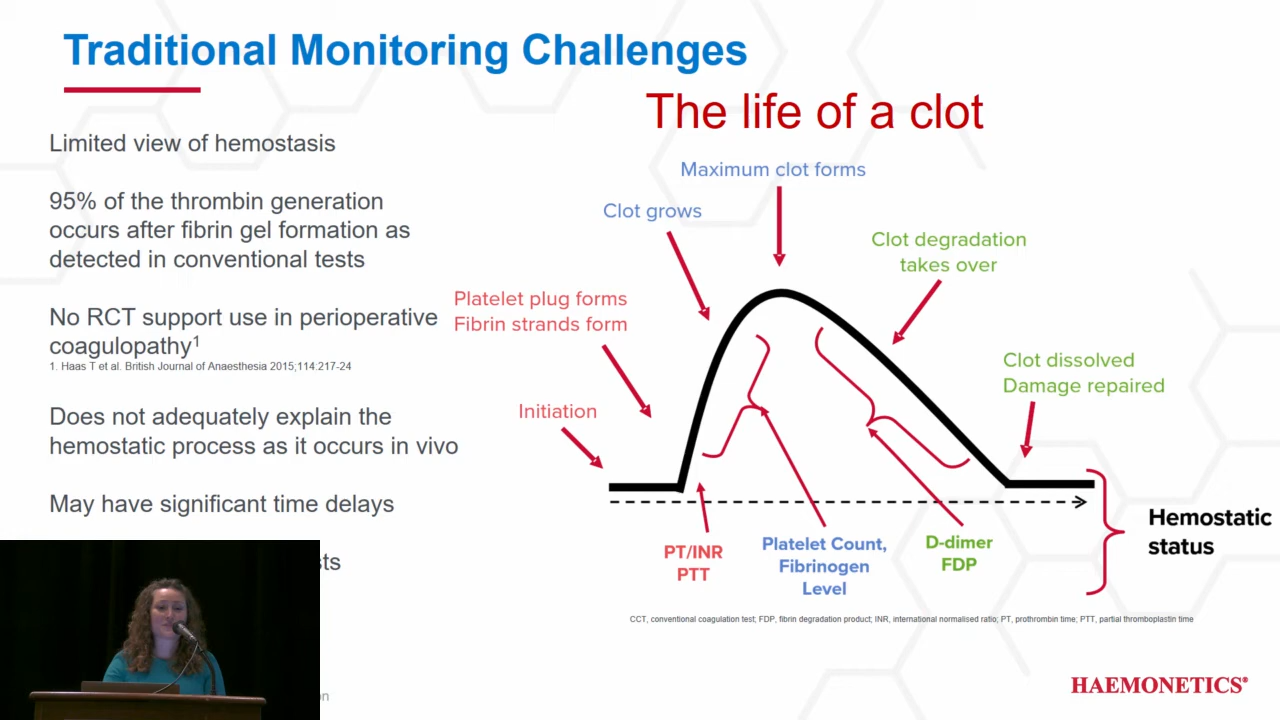 Traditional Monitoring Challenges
The life of a clot
Limited view of hemostasis
95% of the thrombin generation
occurs after fibrin gel formation as
detected in conventional tests
No RCT support use in perioperative
coagulopathy¹
1. Haas T et al. British Journal of Anaesthesia 2015;114:217-24
Does not adequately explain the
hemostatic process as it occurs in vivo
May have significant time delays
Maximum clot forms
Clot grows
Clot degradation
takes over
Platelet plug forms
Fibrin strands form
Clot dissolved
Damage repaired
Initiation
Hemostatic
status
PT/INR
PTT
Platelet Count,
Fibrinogen
Level
D-dimer
FDP
CCT, conventional coagulation test; FDP, fibrin degradation product; INR, international normalised ratio; PT, prothrombin time; PTT, partial thromboplastin time
HAEMONETICS®